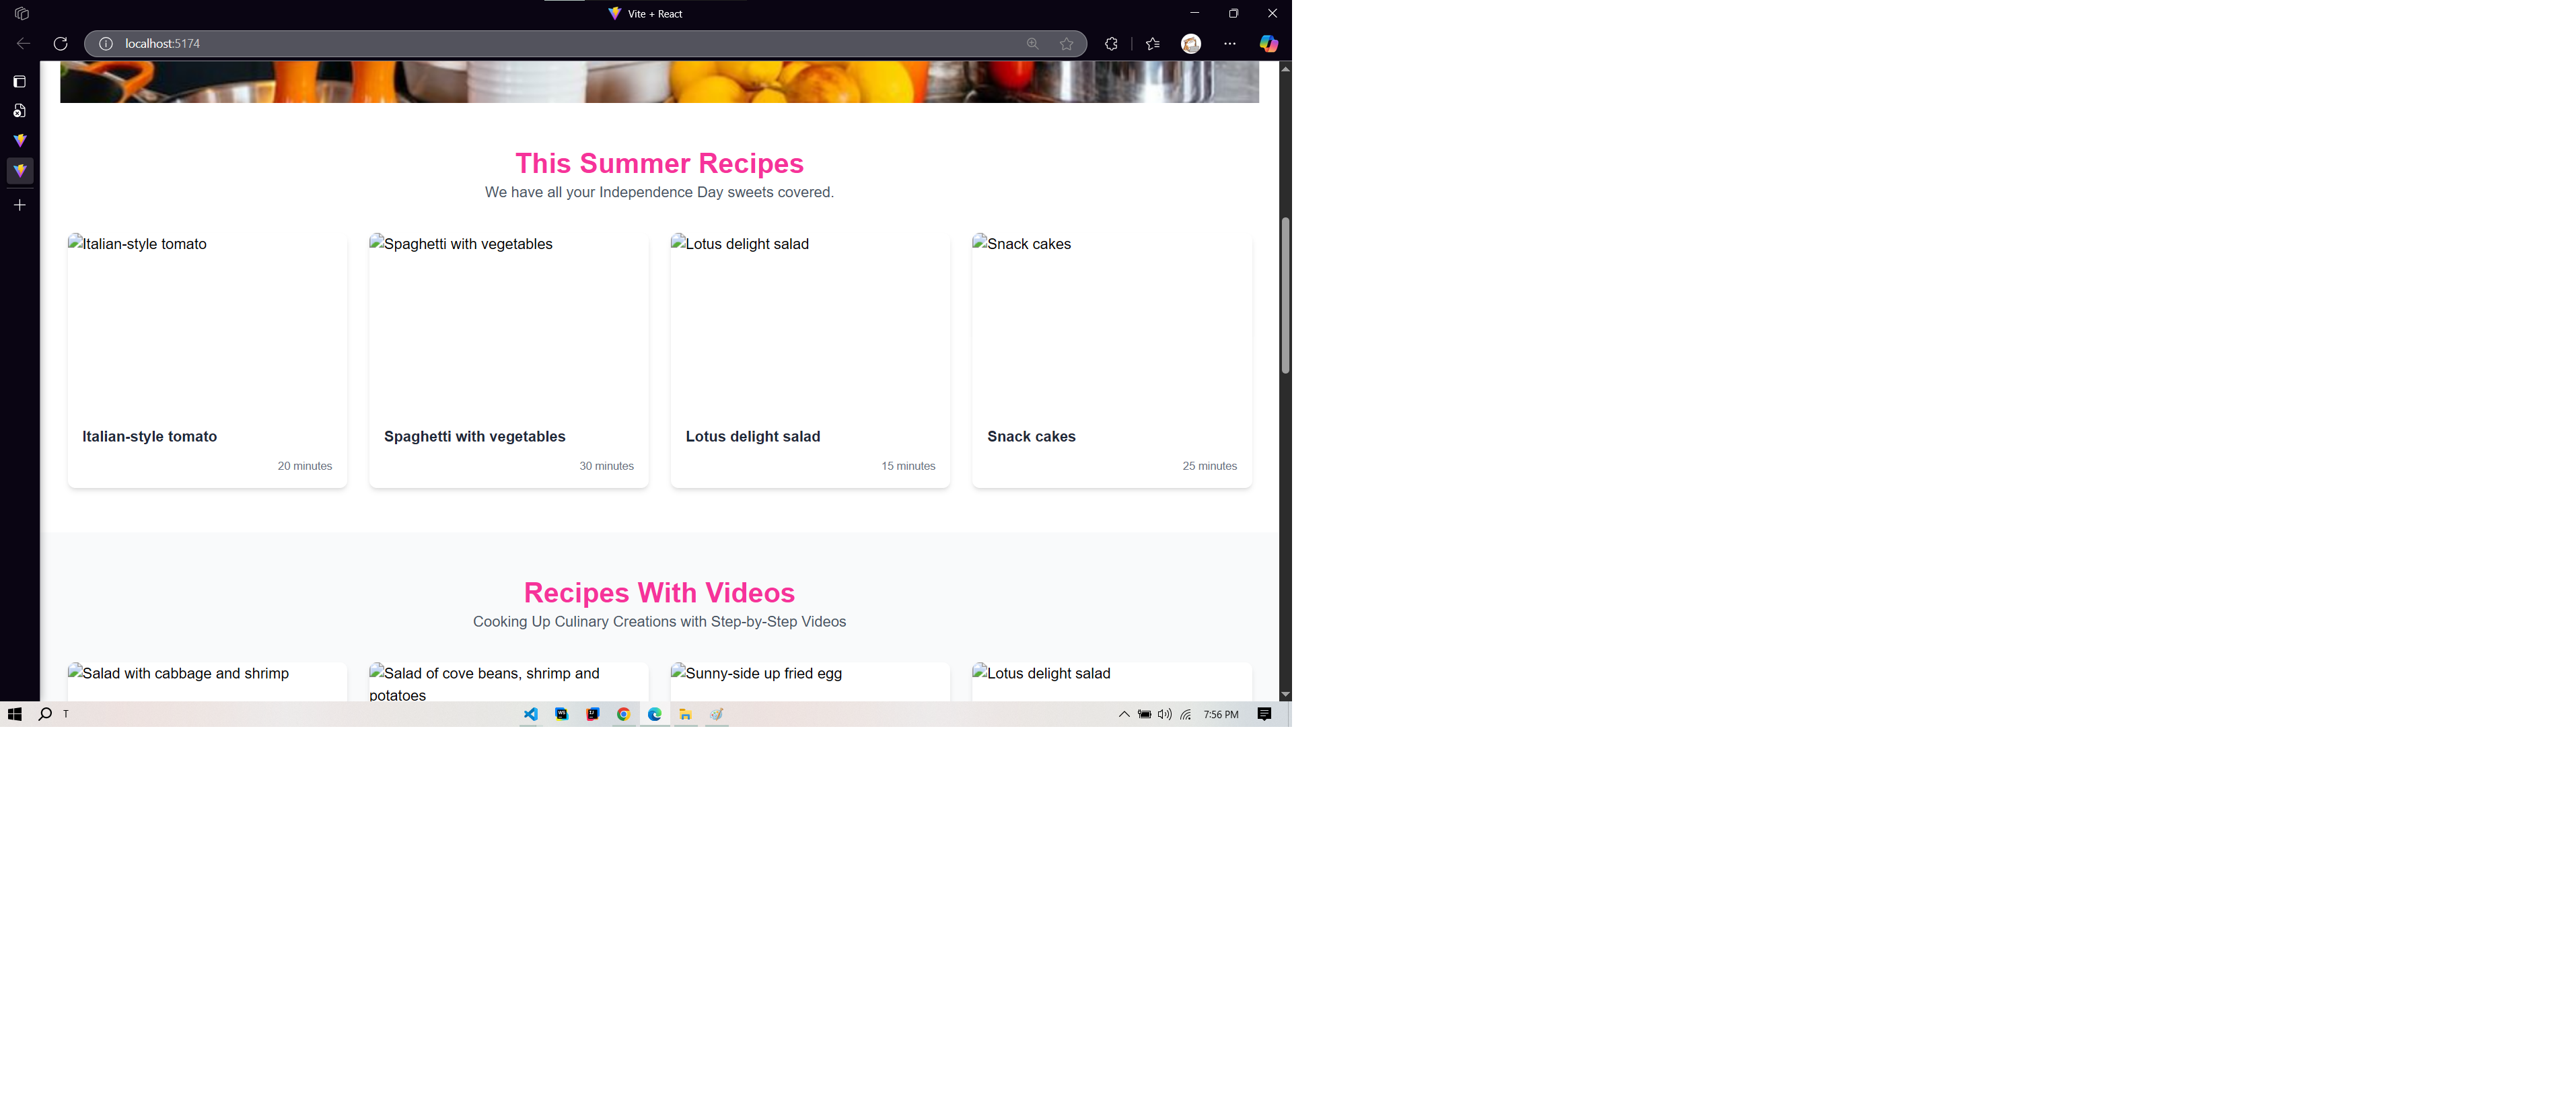 Vite + React
localhost:5174
This Summer Recipes
We have all your Independence Day sweets covered.
Italian-style tomato
Spaghetti with vegetables
Lotus delight salad
Snack cakes
Italian-style tomato
20 minutes
Spaghetti with vegetables
30 minutes
Lotus delight salad
15 minutes
Snack cakes
25 minutes
Recipes With Videos
Cooking Up Culinary Creations with Step-by-Step Videos
Salad with cabbage and shrimp
Salad of cove beans, shrimp and
potatoes
Sunny-side up fried egg
Lotus delight salad
T
7:56 PM